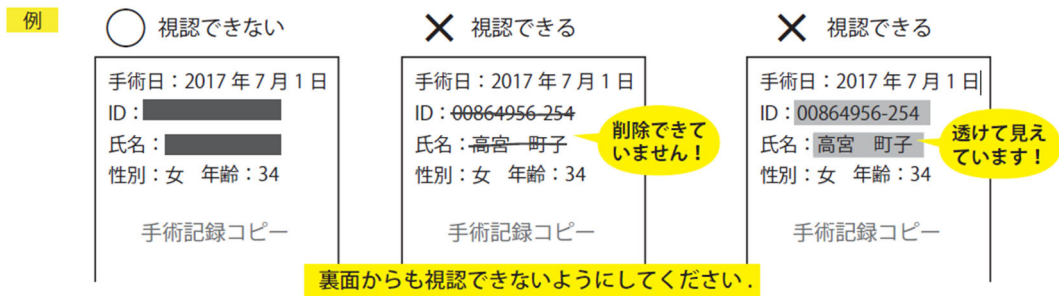 例
○ 視認できない
手術日：2017年7月1日
ID：
氏名：
性別：女 年齢：34
手術記録コピー
× 視認できる
手術日：2017年7月1日
ID：00864956-254
氏名：高宮 町子
性別：女 年齢：34
手術記録コピー
削除できて
いません！
× 視認できる
手術日：2017年7月1日
ID：00864956-254
氏名：高宮 町子
性別：女 年齢：34
手術記録コピー
透けて見え
ています！
裏面からも視認できないようにしてください.